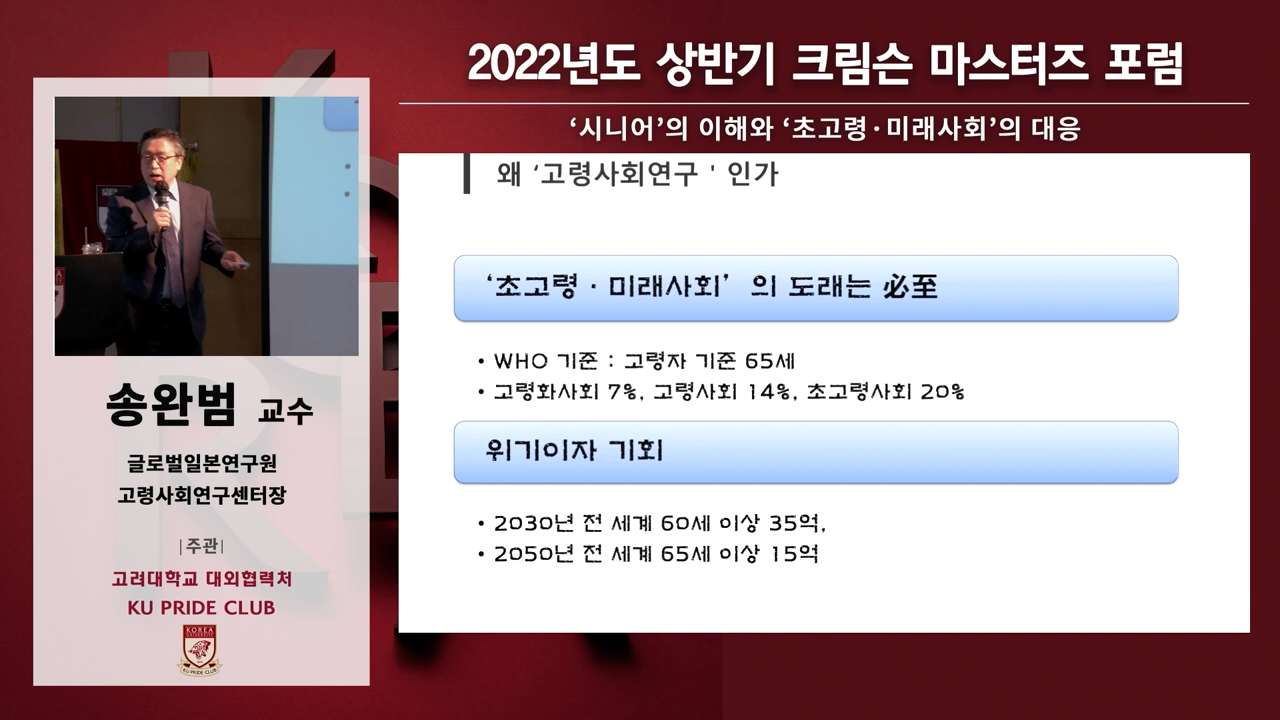 2022년도 상반기 크림슨 마스터즈 포럼
‘시니어’의 이해와 ‘초고령·미래사회’의 대응
왜 ‘고령사회연구 ' 인가
‘초고령 · 미래사회’ 의 도래는 必至
• WHO 기준 : 고령자 기준 65세
• 고령화사회 7%, 고령사회 14%, 초고령사회 20%
위기이자 기회
• 2030년 전 세계 60세 이상 35억,
• 2050년 전 세계 65세 이상 15억
송완범 교수
글로벌일본연구원
고령사회연구센터장
|주관|
고려대학교 대외협력처
KU PRIDE CLUB
KOREA
UNIVERSITY
KU PRIDE CLUB